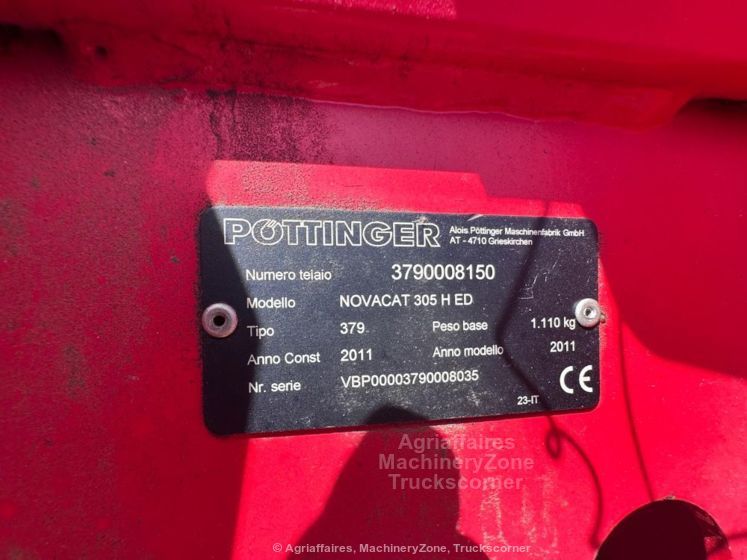 PÖTTINGER
Alois Pöttinger Maschinenfabrik GmbH
AT - 4710 Grieskirchen
Numero telaio 3790008150
Modello NOVACAT 305 H ED
Tipo 379 Peso base 1.110 kg
Anno Const 2011 Anno modello 2011
Nr. serie VBP00003790008035
CE
23-IT
Agriaffaires
MachineryZone
Truckscorner
© Agriaffaires, MachineryZone, Truckscorner